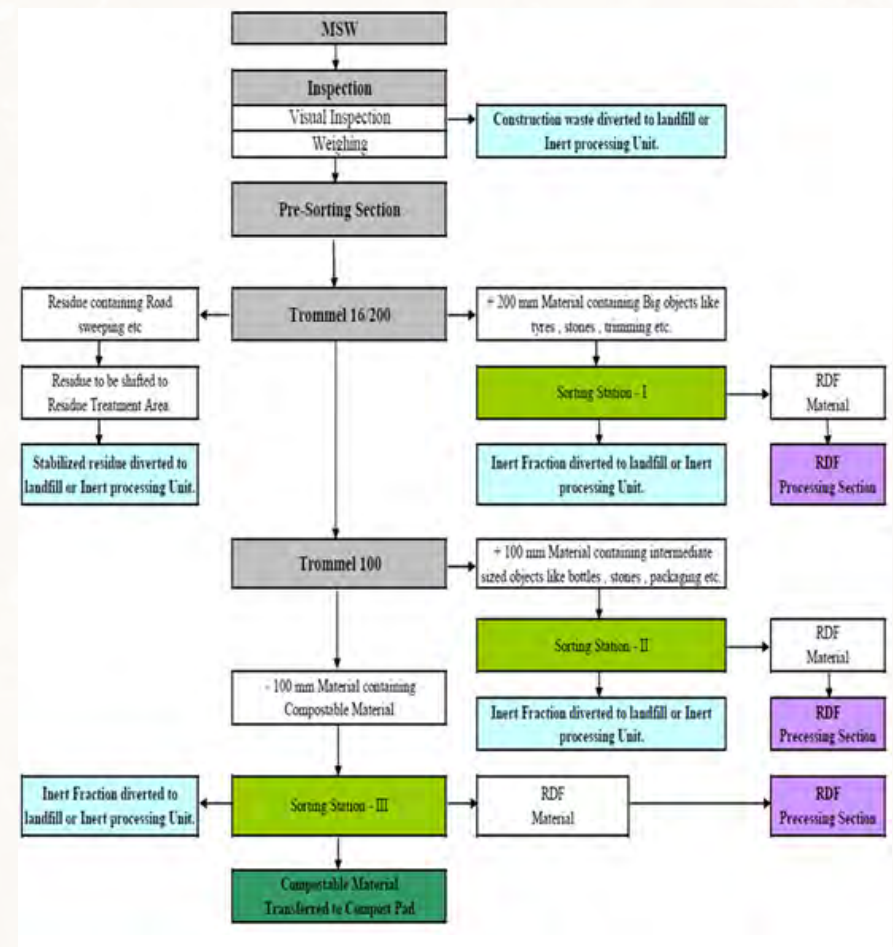 MSW
Inspection
Visual Inspection
Weighing
Construction waste diverted to landfill or
Inert processing Unit.
Pre-Sorting Section
Residue containing Road
sweeping etc
Trommel 16/200
+ 200 mm Material containing Big objects like
tyres , stones , trimming etc.
Residue to be shifted to
Residue Treatment Area
Sorting Station - I
RDF
Material
Stabilized residue diverted to
landfill or Inert processing Unit.
Inert Fraction diverted to landfill or Inert
processing Unit.
RDF
Processing Section
Trommel 100
+ 100 mm Material containing intermediate
sized objects like bottles , stones , packaging etc.
Sorting Station - II
RDF
Material
- 100 mm Material containing
Compostable Material
Inert Fraction diverted to landfill or Inert
processing Unit.
RDF
Precessing Section
Inert Fraction diverted to
landfill or Inert processing Unit.
Sorting Station - III
RDF
Material
RDF
Precessing Section
Compostable Material
Transferred to Compost Pad